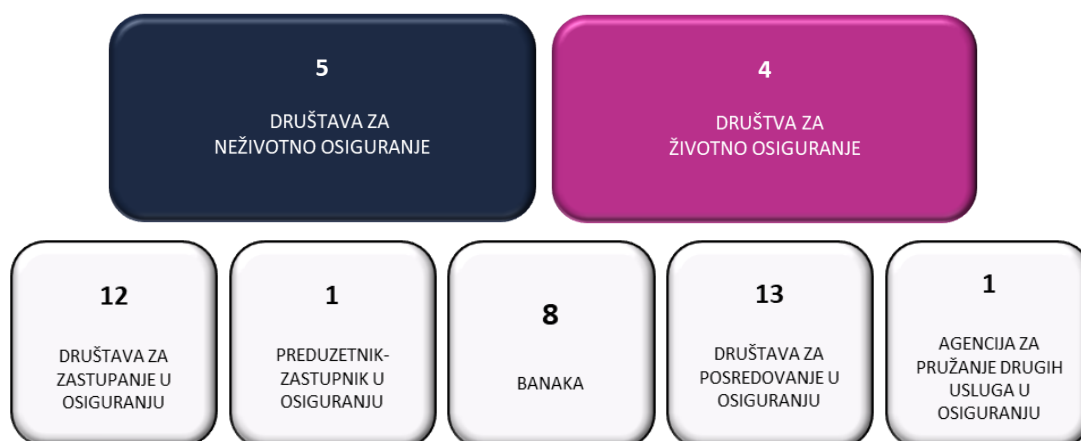 5
DRUŠTAVA ZA
NEŽIVOTNO OSIGURANJE
4
DRUŠTVA ZA
ŽIVOTNO OSIGURANJE
12
DRUŠTAVA ZA
ZASTUPANJE U
OSIGURANJU
1
PREDUZETNIK-
ZASTUPNIK U
OSIGURANJU
8
BANAKA
13
DRUŠTAVA ZA
POSREDOVANJE U
OSIGURANJU
1
AGENCIJA ZA
PRUŽANJE DRUGIH
USLUGA U
OSIGURANJU